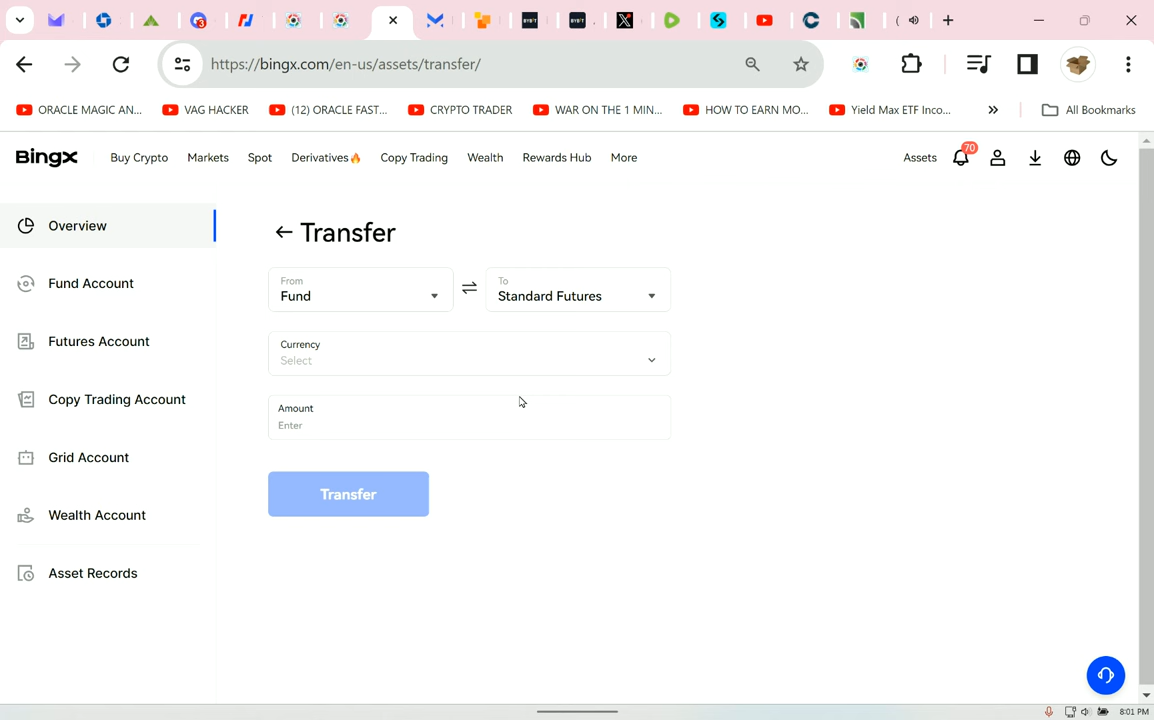 3
https://bingx.com/en-us/assets/transfer/
ORACLE MAGIC AN...
VAG HACKER
(12) ORACLE FAST...
CRYPTO TRADER
WAR ON THE 1 MIN...
HOW TO EARN MO...
Yield Max ETF Inco...
All Bookmarks
BingX
Buy Crypto
Markets
Spot
Derivatives
Copy Trading
Wealth
Rewards Hub
More
Assets
70
Overview
Fund Account
Futures Account
Copy Trading Account
Grid Account
Wealth Account
Asset Records
Transfer
From
Fund
To
Standard Futures
Currency
Select
Amount
Enter
Transfer
8:01 PM